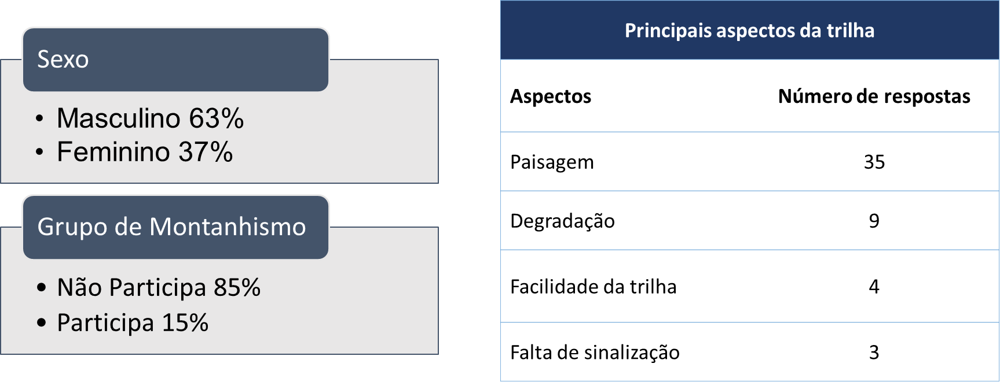 Sexo
• Masculino 63%
• Feminino 37%
Grupo de Montanhismo
• Não Participa 85%
• Participa 15%
Principais aspectos da trilha
Aspectos Número de respostas
Paisagem 35
Degradação 9
Facilidade da trilha 4
Falta de sinalização 3